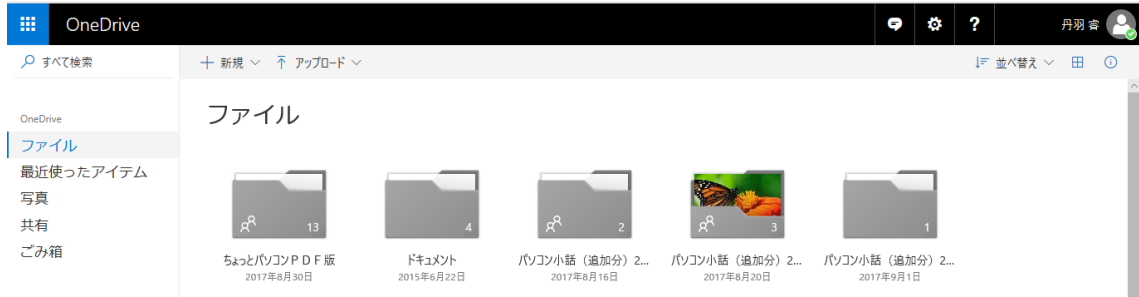 OneDrive
?
丹羽 睿
すべて検索
新規
アップロード
並べ替え
OneDrive
ファイル
最近使ったアイテム
写真
共有
ごみ箱
ファイル
13
4
2
3
1
ちょっとパソコンPDF版
2017年8月30日
ドキュメント
2015年6月22日
パソコン小話(追加分)2...
2017年8月16日
パソコン小話(追加分)2...
2017年8月20日
パソコン小話(追加分)2...
2017年9月1日